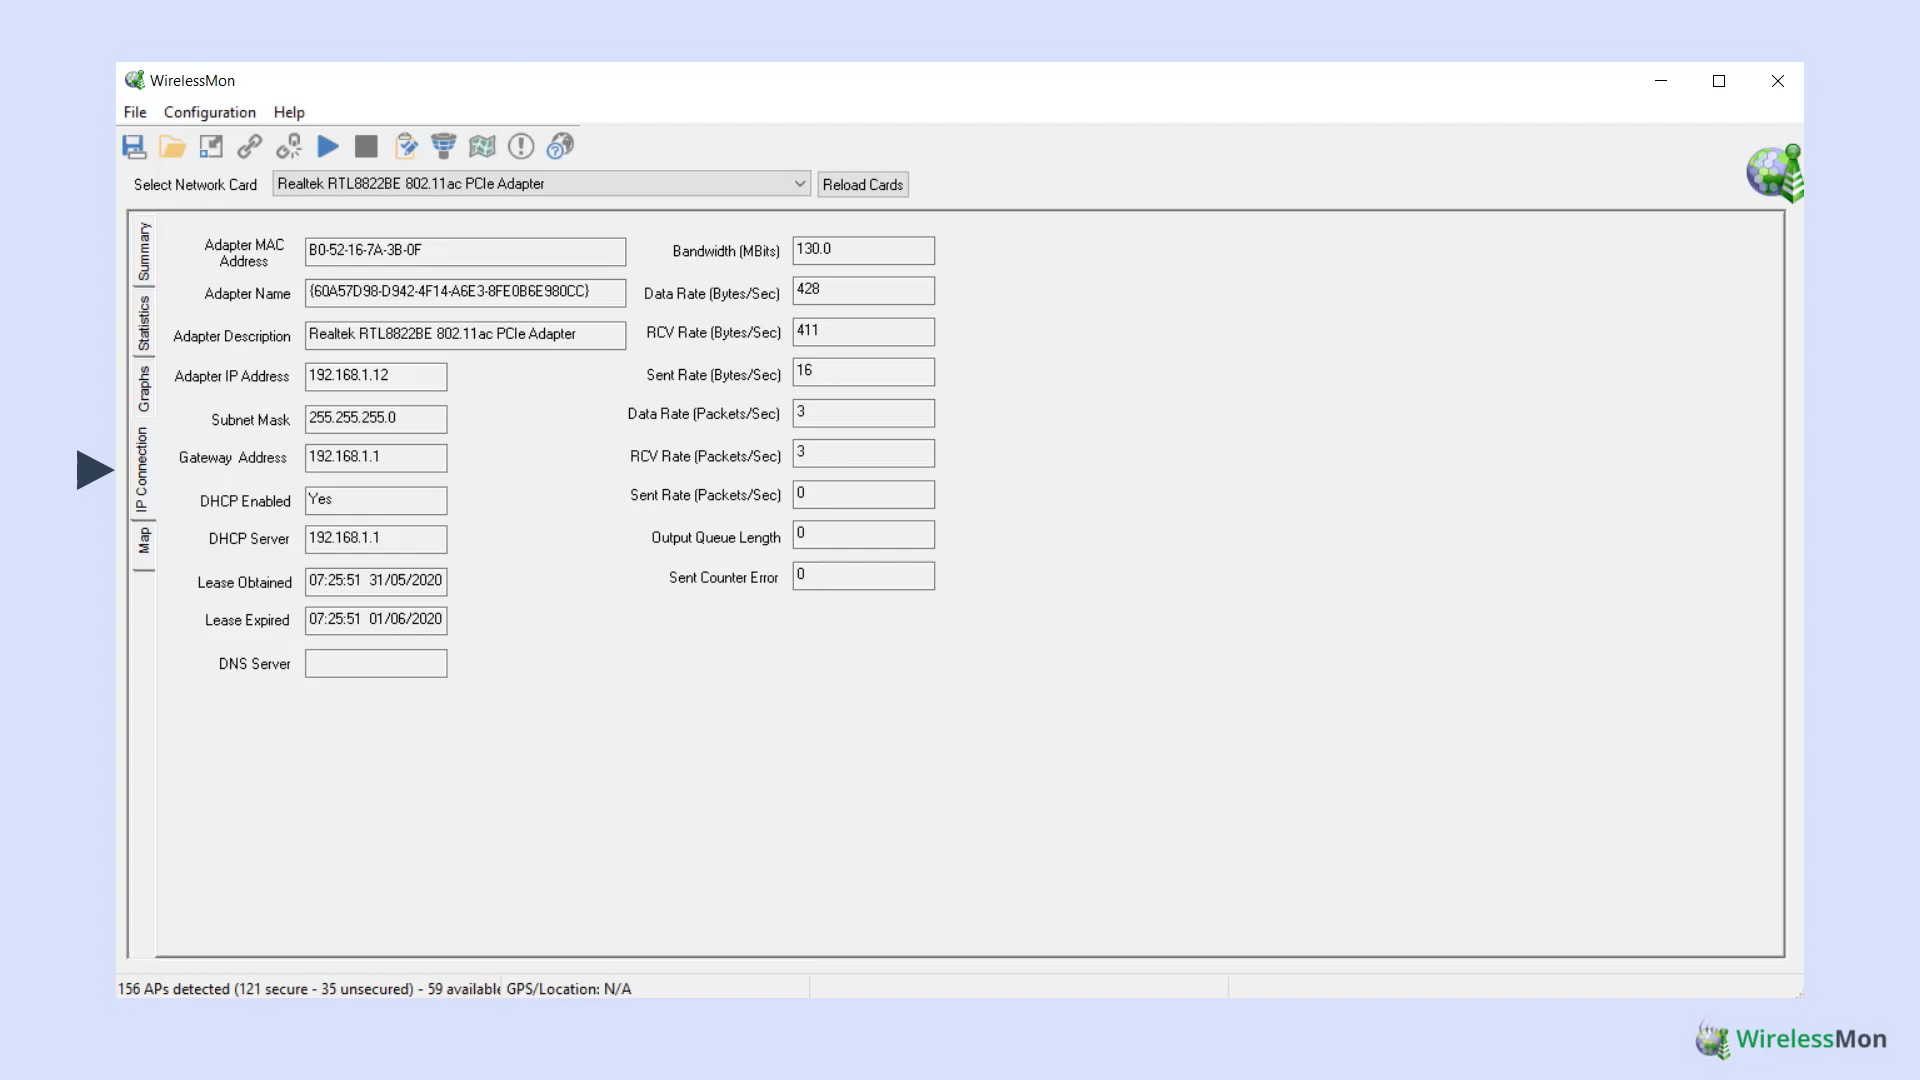 WirelessMon
File Configuration Help
Select Network Card Realtek RTL8822BE 802.11ac PCIe Adapter Reload Cards
Summary
Statistics
Graphs
IP Connection
Map
Adapter MAC Address B0-52-16-7A-3B-0F
Adapter Name {60A57D98-D942-4F14-A6E3-8FE0B6E980CC}
Adapter Description Realtek RTL8822BE 802.11ac PCIe Adapter
Adapter IP Address 192.168.1.12
Subnet Mask 255.255.255.0
Gateway Address 192.168.1.1
DHCP Enabled Yes
DHCP Server 192.168.1.1
Lease Obtained 07:25:51 31/05/2020
Lease Expired 07:25:51 01/06/2020
DNS Server
Bandwidth (MBits) 130.0
Data Rate (Bytes/Sec) 428
RCV Rate (Bytes/Sec) 411
Sent Rate (Bytes/Sec) 16
Data Rate (Packets/Sec) 3
RCV Rate (Packets/Sec) 3
Sent Rate (Packets/Sec) 0
Output Queue Length 0
Sent Counter Error 0
156 APs detected (121 secure - 35 unsecured) - 59 available GPS/Location: N/A
WirelessMon